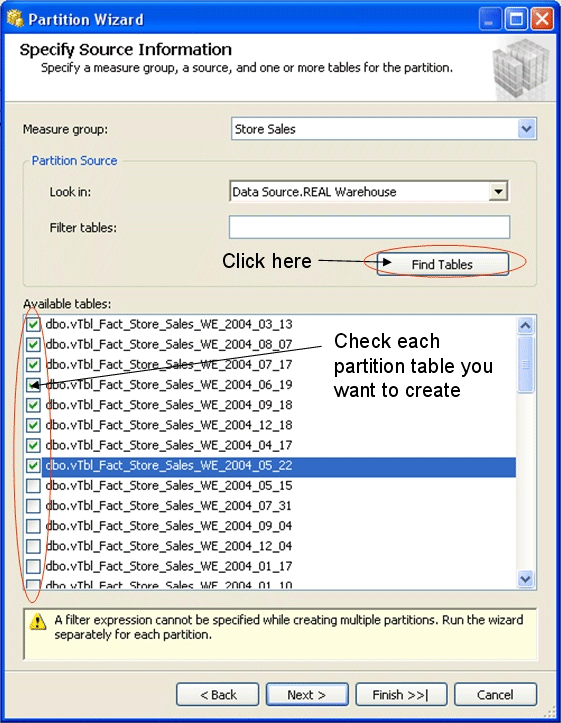 Partition Wizard
Specify Source Information
Specify a measure group, a source, and one or more tables for the partition.
Measure group:
Store Sales
Partition Source
Look in:
Data Source.REAL Warehouse
Filter tables:
Click here
Find Tables
Available tables:
dbo.vTbl_Fact_Store_Sales_WE_2004_03_13
dbo.vTbl_Fact_Store_Sales_WE_2004_08_07
dbo.vTbl_Fact_Store_Sales_WE_2004_07_17
dbo.vTbl_Fact_Store_Sales_WE_2004_06_19
dbo.vTbl_Fact_Store_Sales_WE_2004_09_18
dbo.vTbl_Fact_Store_Sales_WE_2004_12_18
dbo.vTbl_Fact_Store_Sales_WE_2004_04_17
dbo.vTbl_Fact_Store_Sales_WE_2004_05_22
dbo.vTbl_Fact_Store_Sales_WE_2004_05_15
dbo.vTbl_Fact_Store_Sales_WE_2004_07_31
dbo.vTbl_Fact_Store_Sales_WE_2004_09_04
dbo.vTbl_Fact_Store_Sales_WE_2004_12_04
dbo.vTbl_Fact_Store_Sales_WE_2004_01_17
dbo.vTbl_Fact_Store_Sales_WE_2004_01_10
Check each
partition table you
want to create
A filter expression cannot be specified while creating multiple partitions. Run the wizard
separately for each partition.
< Back
Next >
Finish >>|
Cancel